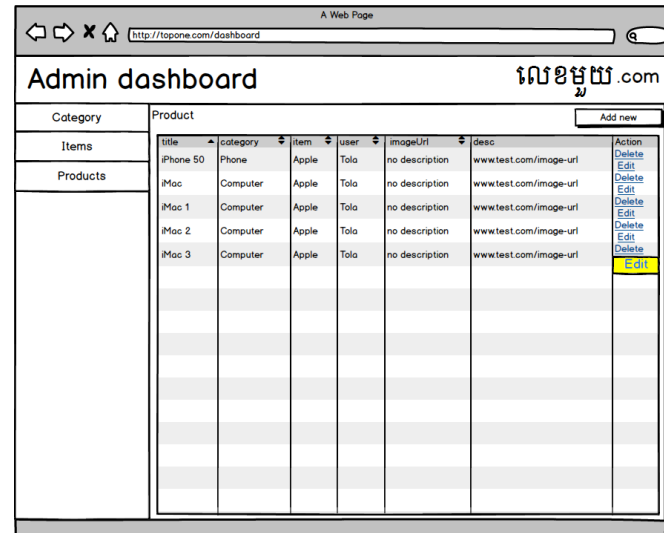 A Web Page
http://topone.com/dashboard
Admin dashboard
លេខមួយ.com
Category
Items
Products
Product
Add new
title category item user imageUrl desc Action
iPhone 50 Phone Apple Tola no description www.test.com/image-url Delete
Edit
iMac Computer Apple Tola no description www.test.com/image-url Delete
Edit
iMac 1 Computer Apple Tola no description www.test.com/image-url Delete
Edit
iMac 2 Computer Apple Tola no description www.test.com/image-url Delete
Edit
iMac 3 Computer Apple Tola no description www.test.com/image-url Delete
Edit